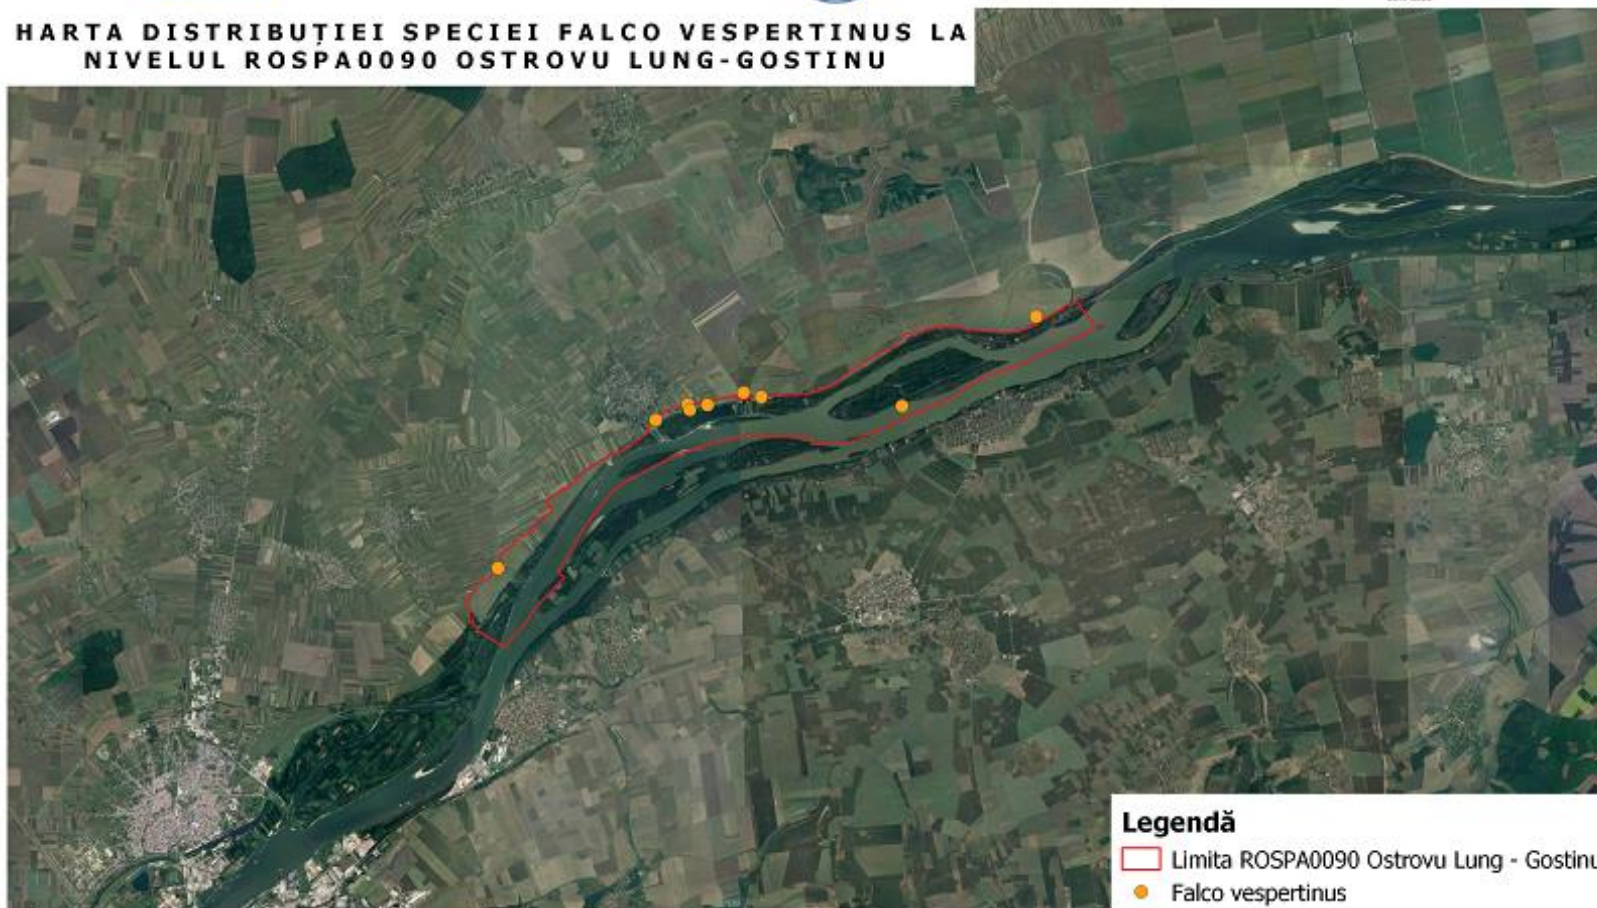 HARTA DISTRIBUȚIEI SPECIEI FALCO VESPERTINUS LA
NIVELUL ROSPA0090 OSTROVU LUNG-GOSTINU
Legendă
Limita ROSPA0090 Ostrovu Lung - Gostinu
Falco vespertinus